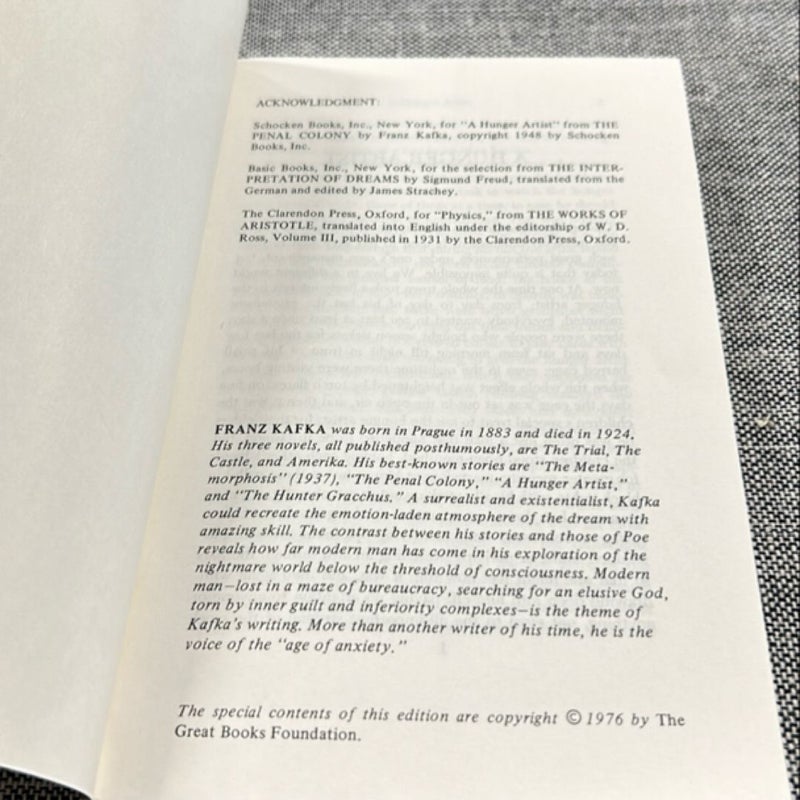 ACKNOWLEDGMENT:
Schocken Books, Inc., New York, for "A Hunger Artist" from THE
PENAL COLONY by Franz Kafka, copyright 1948 by Schocken
Books, Inc.
Basic Books, Inc., New York, for the selection from THE INTER-
PRETATION OF DREAMS by Sigmund Freud, translated from the
German and edited by James Strachey.
The Clarendon Press, Oxford, for "Physics," from THE WORKS OF
ARISTOTLE, translated into English under the editorship of W. D.
Ross, Volume III, published in 1931 by the Clarendon Press, Oxford.
FRANZ KAFKA was born in Prague in 1883 and died in 1924.
His three novels, all published posthumously, are The Trial, The
Castle, and Amerika. His best-known stories are "The Meta-
morphosis" (1937), "The Penal Colony," "A Hunger Artist,"
and "The Hunter Gracchus." A surrealist and existentialist, Kafka
could recreate the emotion-laden atmosphere of the dream with
amazing skill. The contrast between his stories and those of Poe
reveals how far modern man has come in his exploration of the
nightmare world below the threshold of consciousness. Modern
man—lost in a maze of bureaucracy, searching for an elusive God,
torn by inner guilt and inferiority complexes—is the theme of
Kafka's writing. More than another writer of his time, he is the
voice of the "age of anxiety."
The special contents of this edition are copyright © 1976 by The
Great Books Foundation.